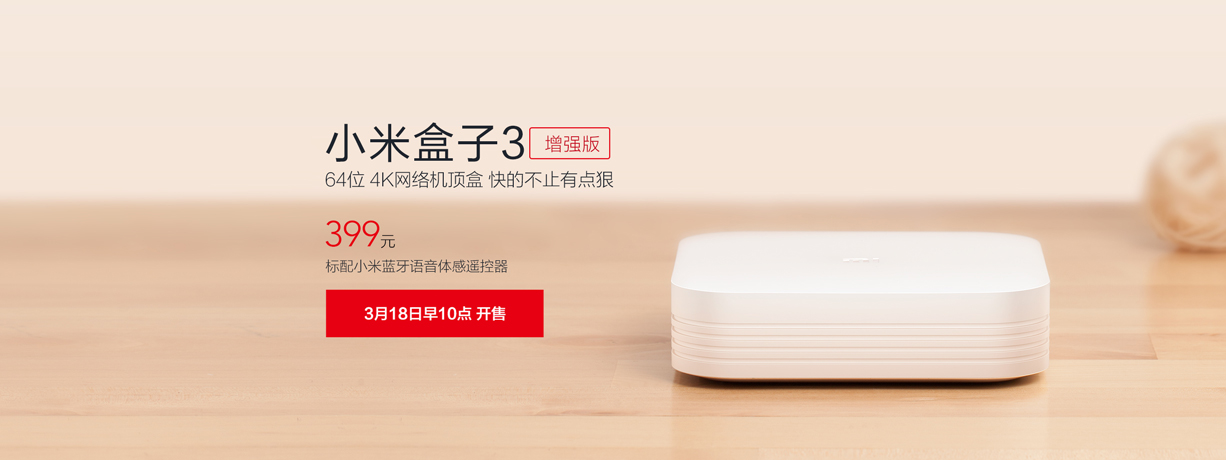 小米盒子3 增强版
64位 4K网络机顶盒 快的不止有点狠
399元
标配小米蓝牙语音体感遥控器
3月18日早10点 开售